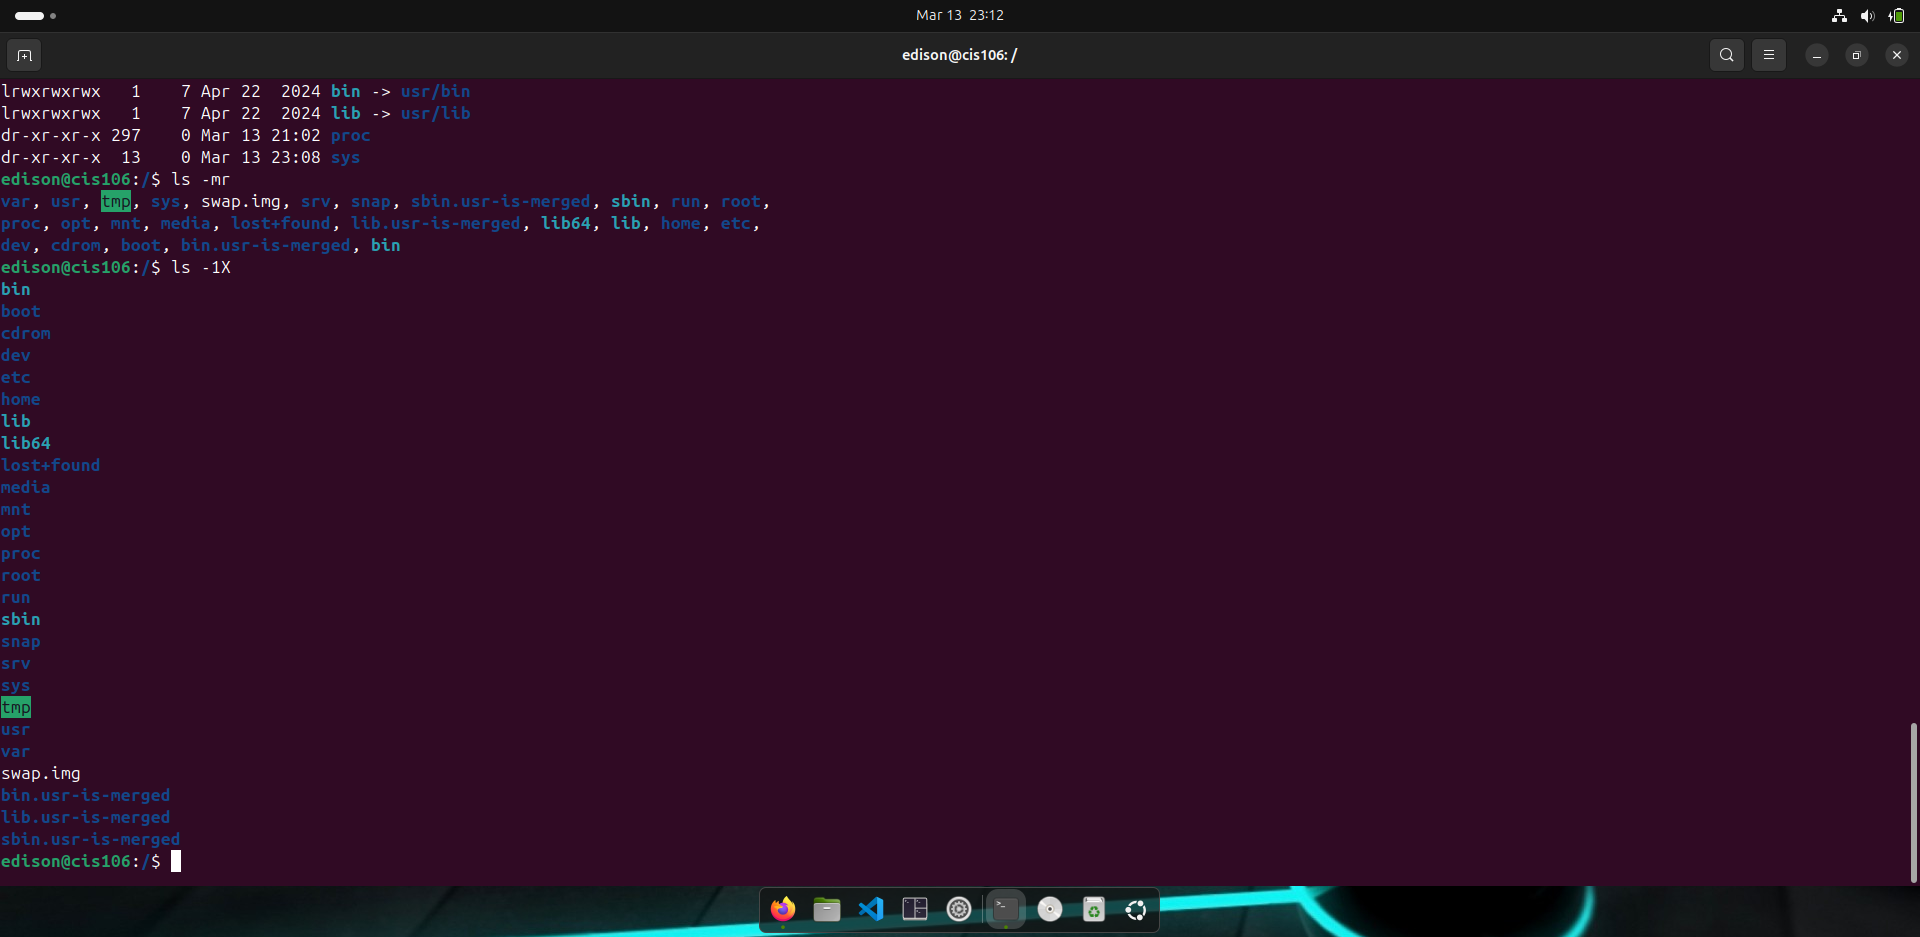 Mar 13  23:12
edison@cis106: /
lrwxrwxrwx   1    7 Apr 22  2024 bin -> usr/bin
lrwxrwxrwx   1    7 Apr 22  2024 lib -> usr/lib
dr-xr-xr-x 297    0 Mar 13 21:02 proc
dr-xr-xr-x  13    0 Mar 13 23:08 sys
edison@cis106:/$ ls -mr
var, usr, tmp, sys, swap.img, srv, snap, sbin.usr-is-merged, sbin, run, root,
proc, opt, mnt, media, lost+found, lib.usr-is-merged, lib64, lib, home, etc,
dev, cdrom, boot, bin.usr-is-merged, bin
edison@cis106:/$ ls -1X
bin
boot
cdrom
dev
etc
home
lib
lib64
lost+found
media
mnt
opt
proc
root
run
sbin
snap
srv
sys
tmp
usr
var
swap.img
bin.usr-is-merged
lib.usr-is-merged
sbin.usr-is-merged
edison@cis106:/$